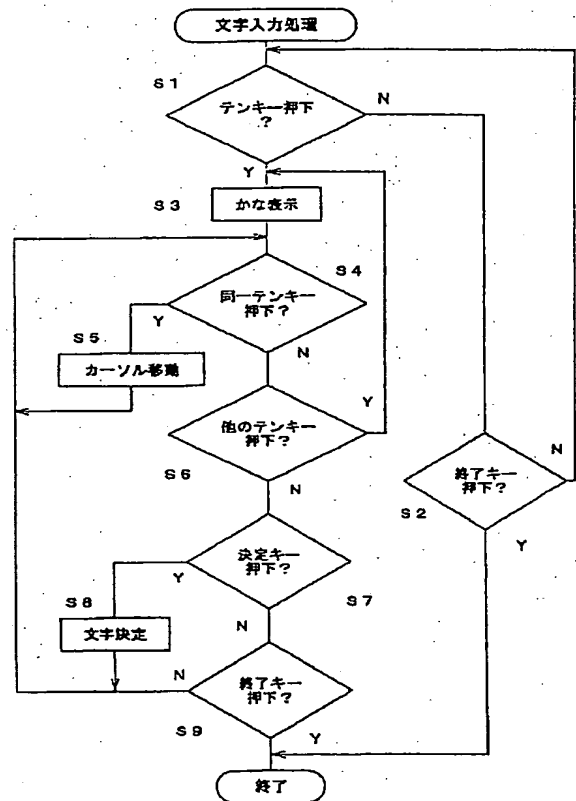 文字入力処理
S1
テンキー押下
?
N
Y
S3
かな表示
S4
同一テンキー
押下?
Y
S5
N
カーソル移動
他のテンキー
押下?
Y
S6
N
終了キー
押下?
N
S2
Y
決定キー
押下?
Y
S7
S8
N
文字決定
終了キー
押下?
N
S9
Y
終了